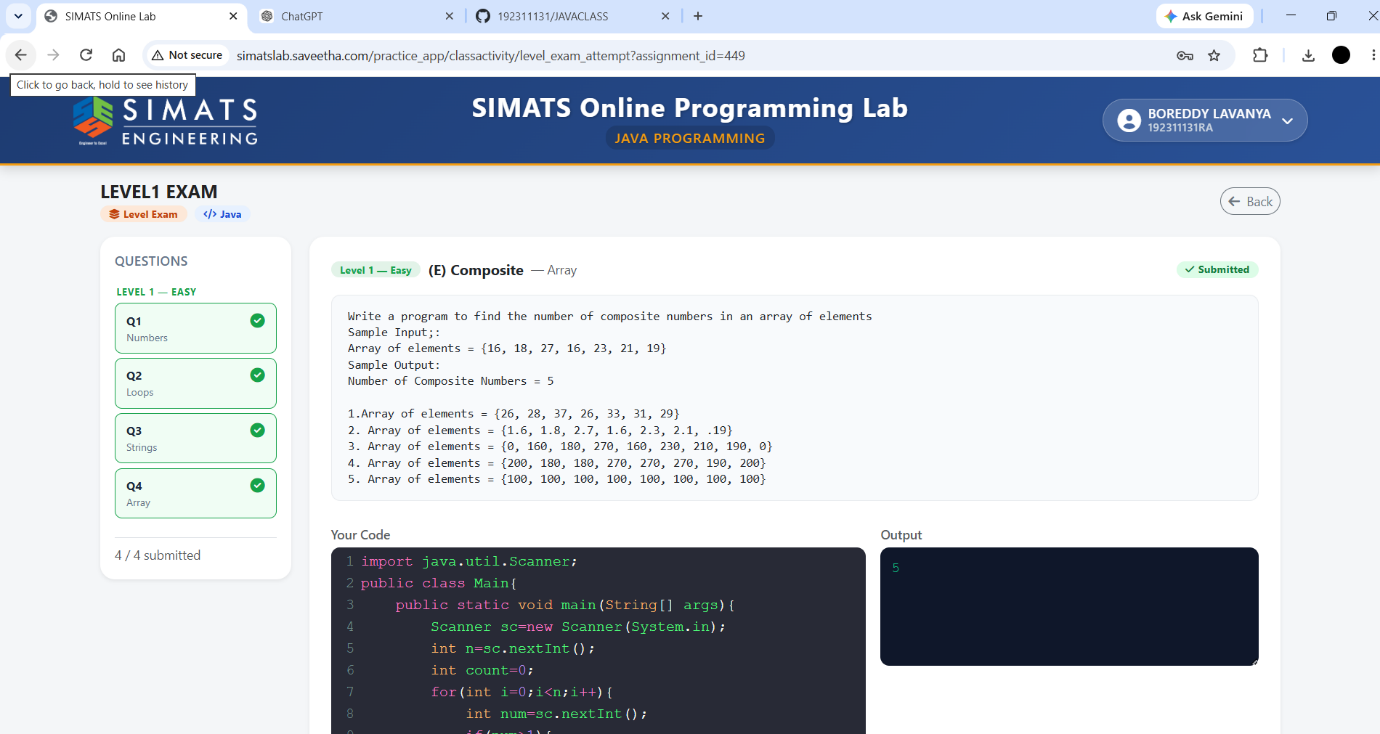 SIMATS Online Lab
ChatGPT
192311131/JAVACLASS
Ask Gemini
Not secure
simatslab.saveetha.com/practice_app/classactivity/level_exam_attempt?assignment_id=449
Click to go back, hold to see history
SIMATS
ENGINEERING
Engineer to Excel
SIMATS Online Programming Lab
JAVA PROGRAMMING
BOREDDY LAVANYA
192311131RA
LEVEL1 EXAM
Level Exam
</> Java
← Back
QUESTIONS
LEVEL 1 — EASY
Q1
Numbers
Q2
Loops
Q3
Strings
Q4
Array
4 / 4 submitted
Level 1 — Easy (E) Composite — Array
Submitted
Write a program to find the number of composite numbers in an array of elements
Sample Input;:
Array of elements = {16, 18, 27, 16, 23, 21, 19}
Sample Output:
Number of Composite Numbers = 5
1.Array of elements = {26, 28, 37, 26, 33, 31, 29}
2. Array of elements = {1.6, 1.8, 2.7, 1.6, 2.3, 2.1, .19}
3. Array of elements = {0, 160, 180, 270, 160, 230, 210, 190, 0}
4. Array of elements = {200, 180, 180, 270, 270, 270, 190, 200}
5. Array of elements = {100, 100, 100, 100, 100, 100, 100, 100}
Your Code
1 import java.util.Scanner;
2 public class Main{
3 public static void main(String[] args){
4 Scanner sc=new Scanner(System.in);
5 int n=sc.nextInt();
6 int count=0;
7 for(int i=0;i<n;i++){
8 int num=sc.nextInt();
9 if(num>1){
Output
5